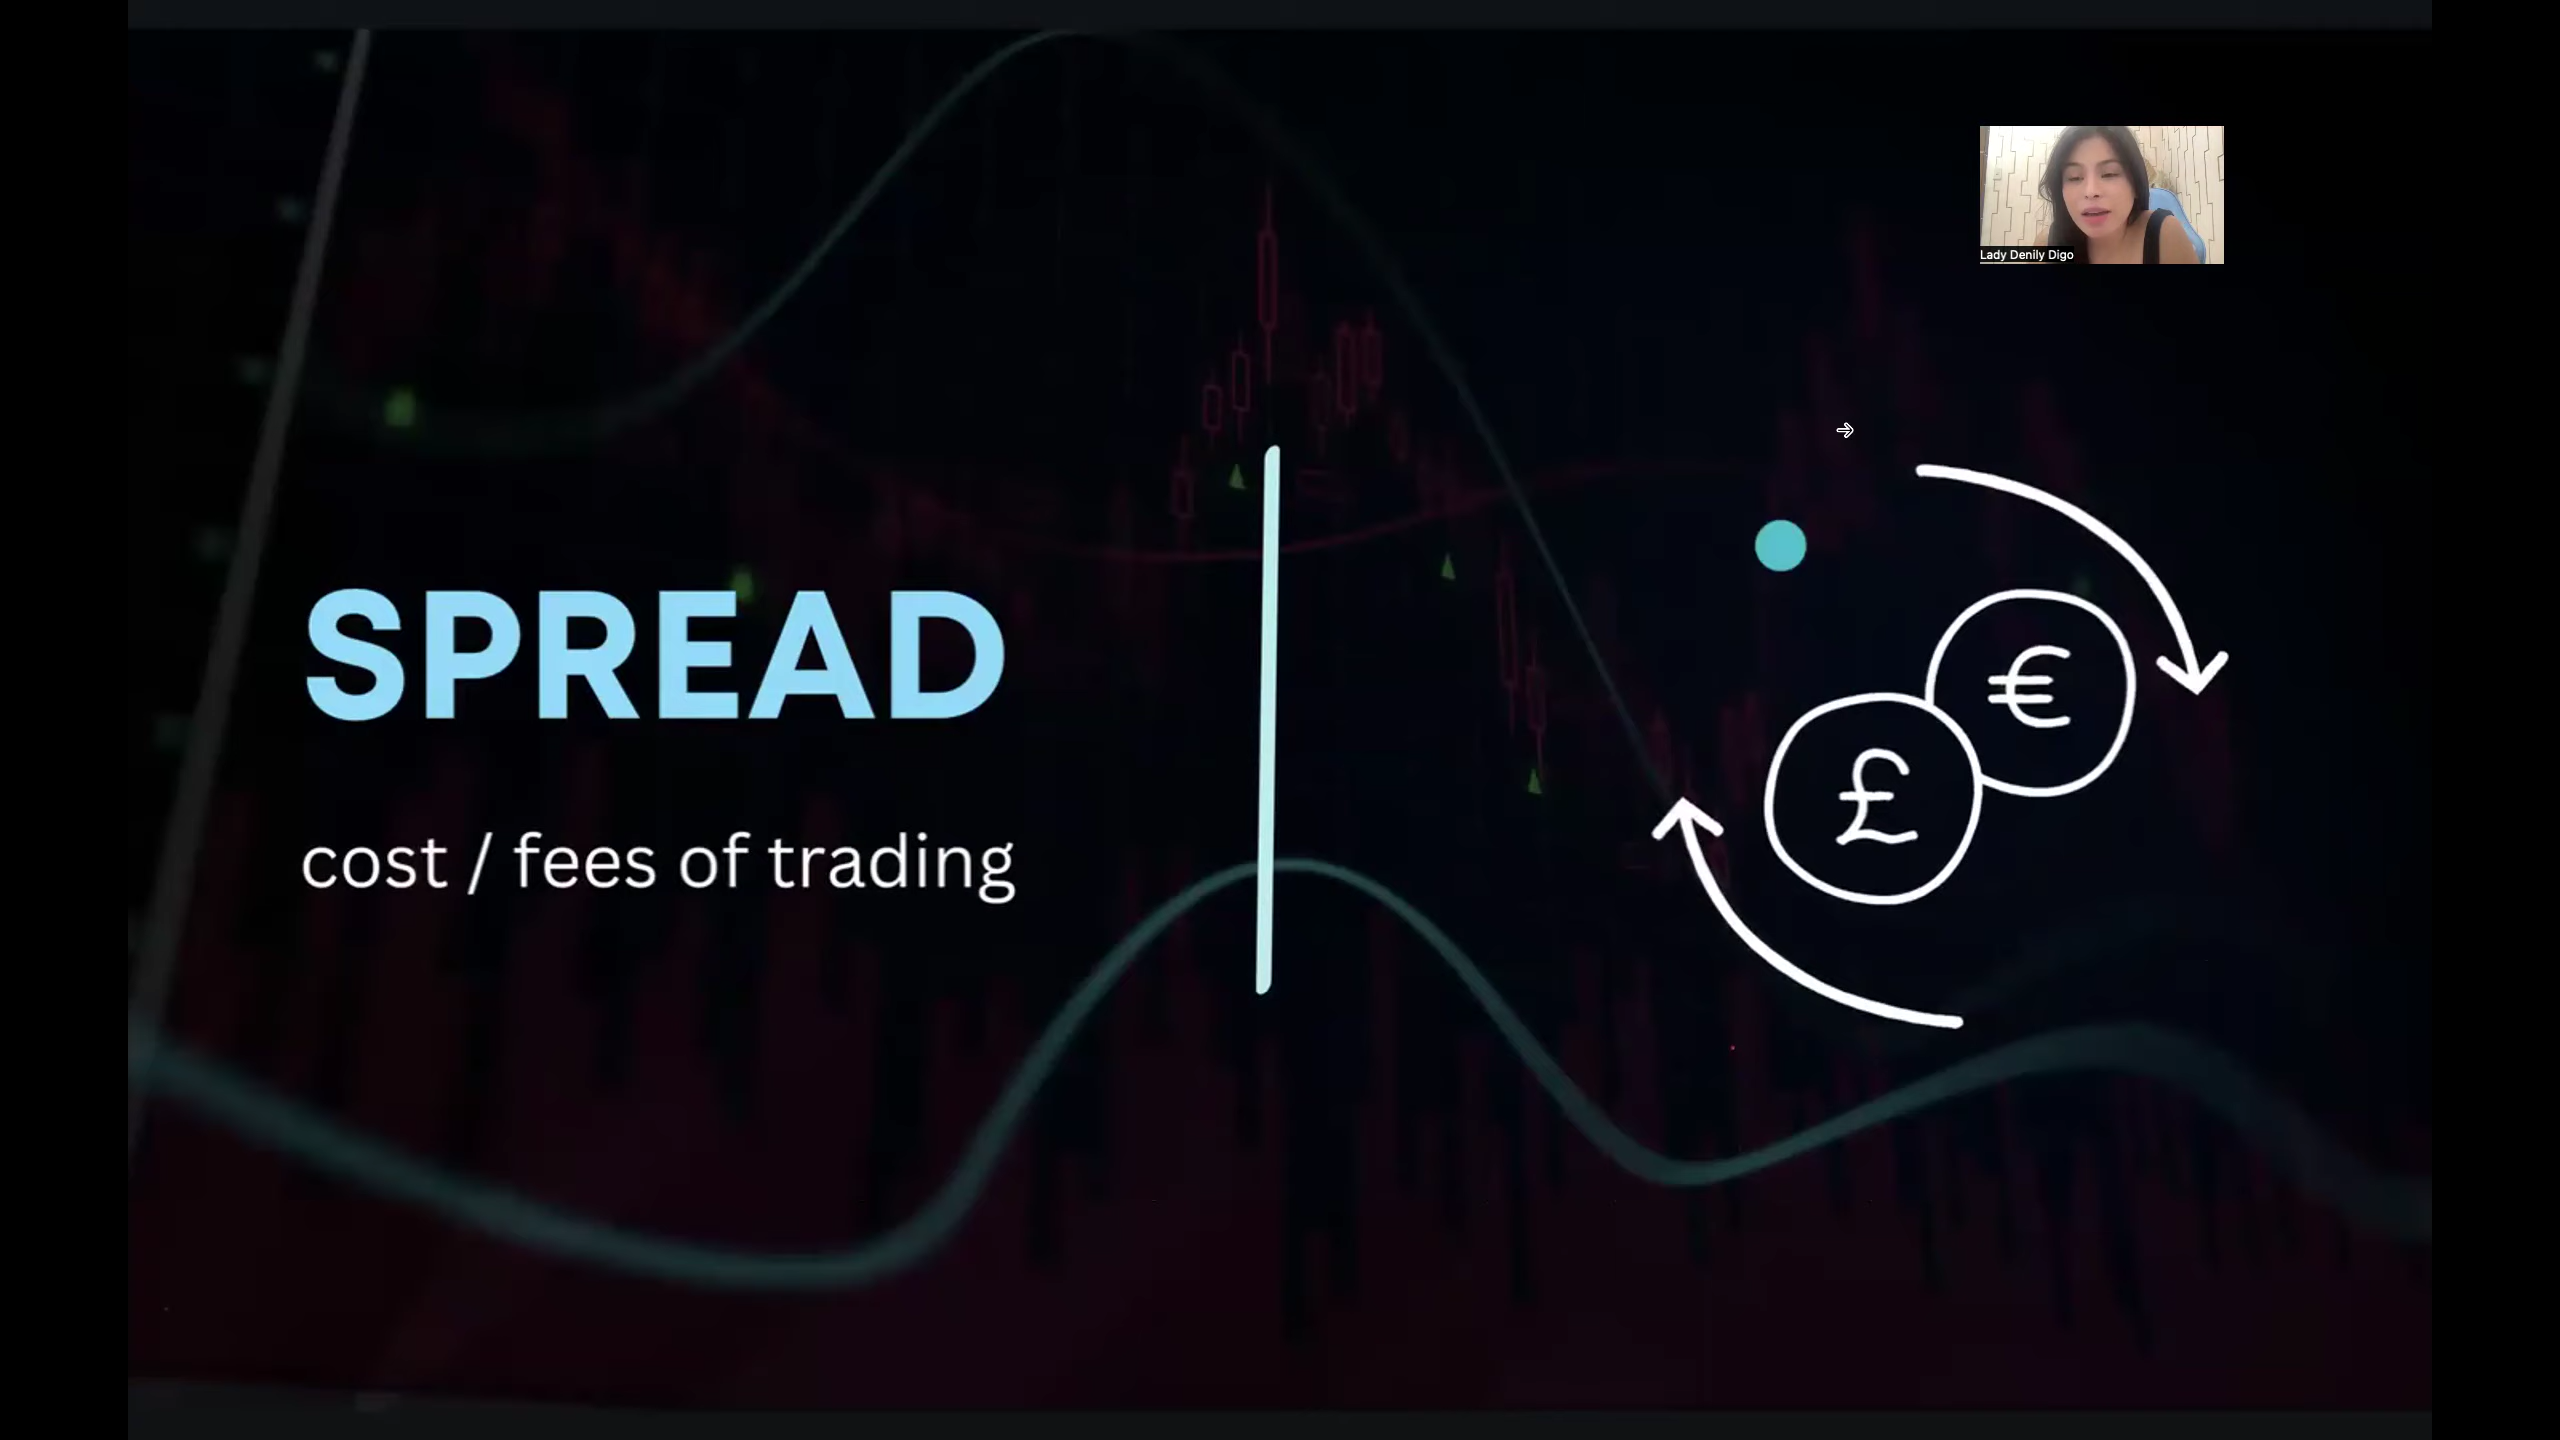 Lady Denily Digo
SPREAD
cost / fees of trading
€
£